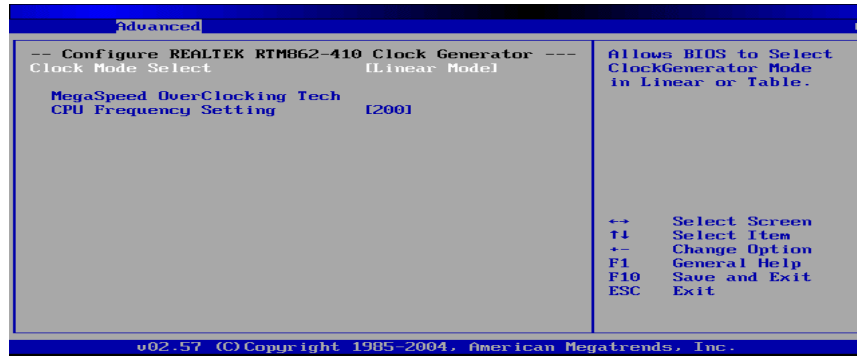 Advanced
-- Configure REALTEK RTM862-410 Clock Generator ---
Clock Mode Select [Linear Mode]
MegaSpeed OverClocking Tech
CPU Frequency Setting [200]
Allows BIOS to Select
ClockGenerator Mode
in Linear or Table.
←→ Select Screen
↑↓ Select Item
+- Change Option
F1 General Help
F10 Save and Exit
ESC Exit
v02.57 (C)Copyright 1985-2004, American Megatrends, Inc.